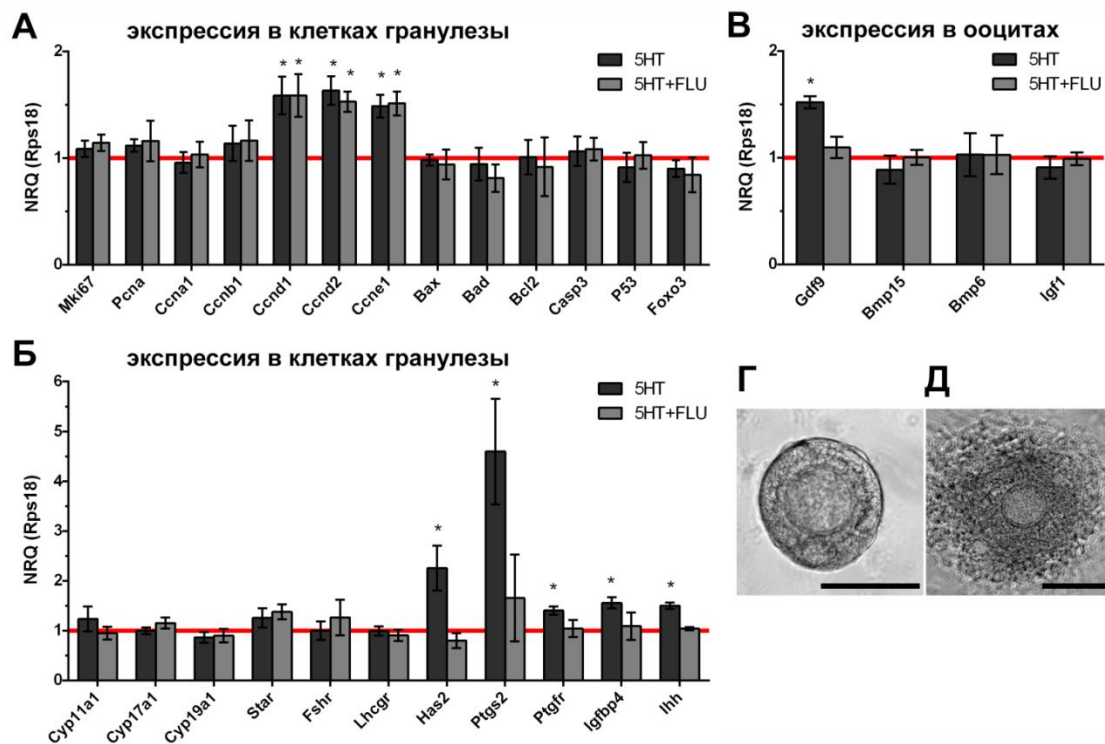 А
экспрессия в клетках гранулезы
NRQ (Rps18)
2
1
0
5HT
5HT+FLU
* * * * * *
Mki67 Pcna Ccna1 Ccnb1 Ccnd1 Ccnd2 Ccne1 Bax Bad Bcl2 Casp3 P53 Foxo3
В
экспрессия в ооцитах
NRQ (Rps18)
2
1
0
5HT
5HT+FLU
*
Gdf9 Bmp15 Bmp6 Igf1
Б
экспрессия в клетках гранулезы
NRQ (Rps18)
6
5
4
3
2
1
0
5HT
5HT+FLU
* * * * *
Cyp11a1 Cyp17a1 Cyp19a1 Star Fshr Lhcgr Has2 Ptgs2 Ptgfr Igfbp4 Ihh
Г
Д